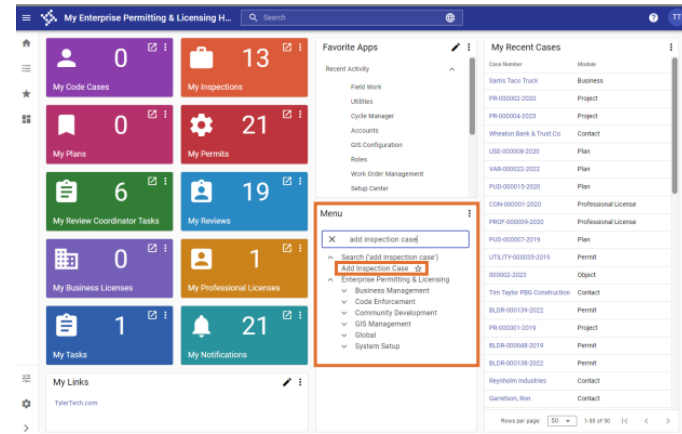 My Enterprise Permitting & Licensing H...
Search
TT
0
My Code Cases
13
My Inspections
0
My Plans
21
My Permits
6
My Review Coordinator Tasks
19
My Reviews
0
My Business Licenses
1
My Professional Licenses
1
My Tasks
21
My Notifications
My Links
TylerTech.com
Favorite Apps
Recent Activity
Field Work
Utilities
Cycle Manager
Accounts
GIS Configuration
Roles
Work Order Management
Setup Center
Menu
add inspection case
Search ('add inspection case')
Add Inspection Case
Enterprise Permitting & Licensing
Business Management
Code Enforcement
Community Development
GIS Management
Global
System Setup
My Recent Cases
Case Number Module
Sam's Taco Truck Business
PR-000002-2020 Project
PR-000004-2023 Project
Wheaton Bank & Trust Co Contact
USE-000008-2020 Plan
VAR-000022-2022 Plan
PUD-000015-2020 Plan
CON-000001-2020 Professional License
PROF-000009-2020 Professional License
PUD-000007-2019 Plan
UTILITY-000035-2019 Permit
000002-2023 Object
Tim Taylor PBG Construction Contact
BLDR-000139-2022 Permit
PR-000001-2019 Project
BLDR-000048-2019 Permit
BLDR-000138-2022 Permit
Reynholm Industries Contact
Garrelson, Ron Contact
Rows per page: 50 1-50 of 50